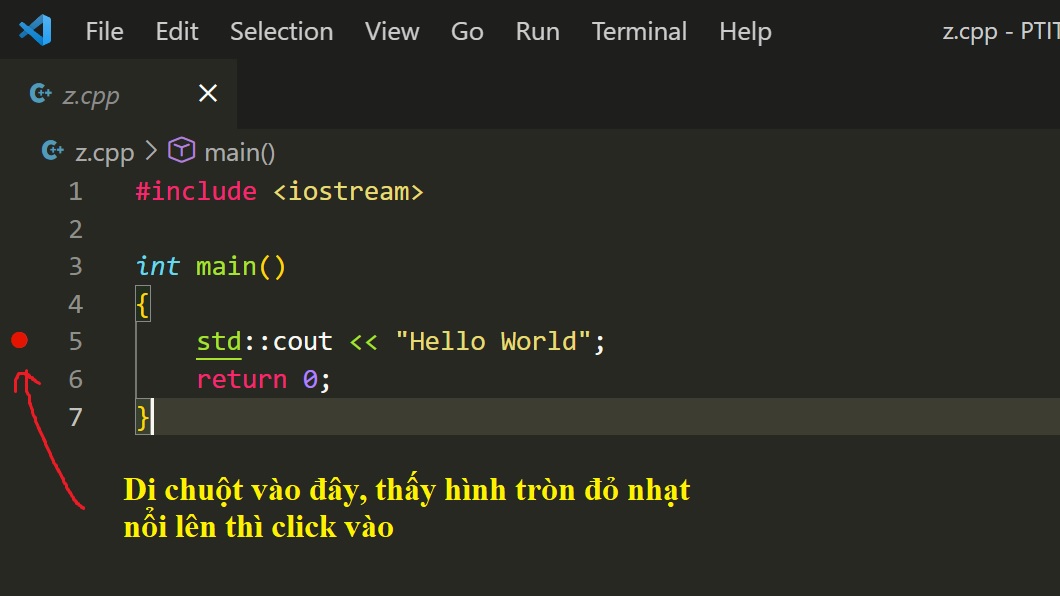 File Edit Selection View Go Run Terminal Help z.cpp - PTIT
z.cpp
z.cpp > main()
1 #include <iostream>
2
3 int main()
4 {
5 std::cout << "Hello World";
6 return 0;
7 }
Di chuột vào đây, thấy hình tròn đỏ nhạt
nổi lên thì click vào